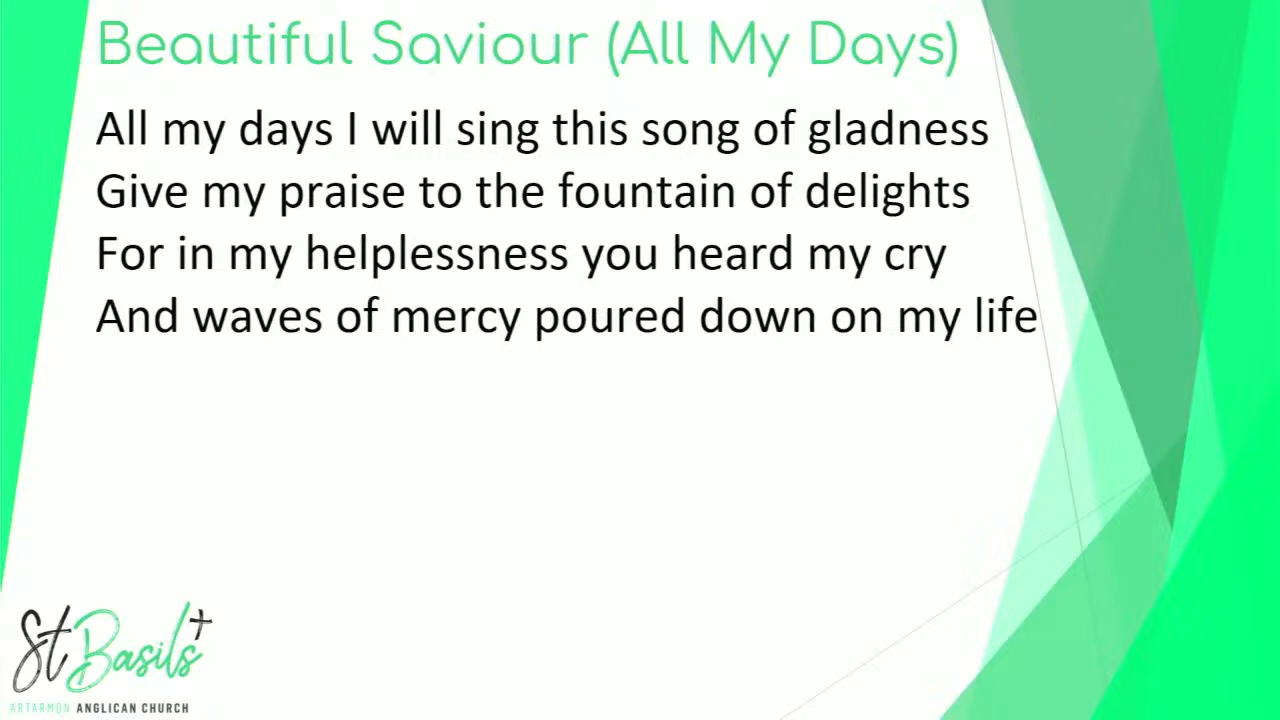 Beautiful Saviour (All My Days)
All my days I will sing this song of gladness
Give my praise to the fountain of delights
For in my helplessness you heard my cry
And waves of mercy poured down on my life
St Basils
ARTARMON ANGLICAN CHURCH